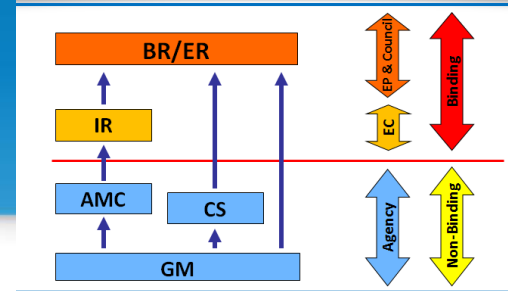 BR/ER
IR
AMC
CS
GM
EP & Council
EC
Binding
Agency
Non-Binding